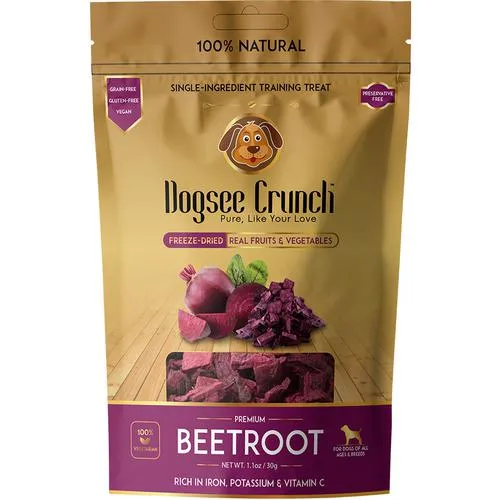 100% NATURAL
SINGLE-INGREDIENT TRAINING TREAT
GRAIN-FREE
GLUTEN-FREE
VEGAN
PRESERVATIVE
FREE
Dogsee Crunch
Pure, Like Your Love
FREEZE-DRIED REAL FRUITS & VEGETABLES
PREMIUM
BEETROOT
NET WT. 1.1oz / 30g
100%
VEGETARIAN
FOR DOGS OF ALL
AGES & BREEDS
RICH IN IRON, POTASSIUM & VITAMIN C